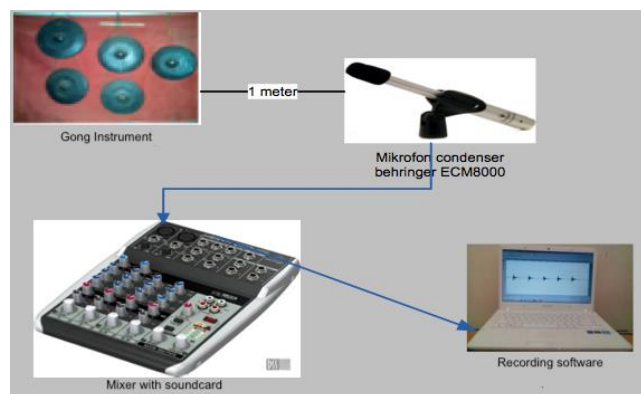 1 meter
Gong Instrument
Mikrofon condenser
behringer ECM8000
Mixer with soundcard
Recording software